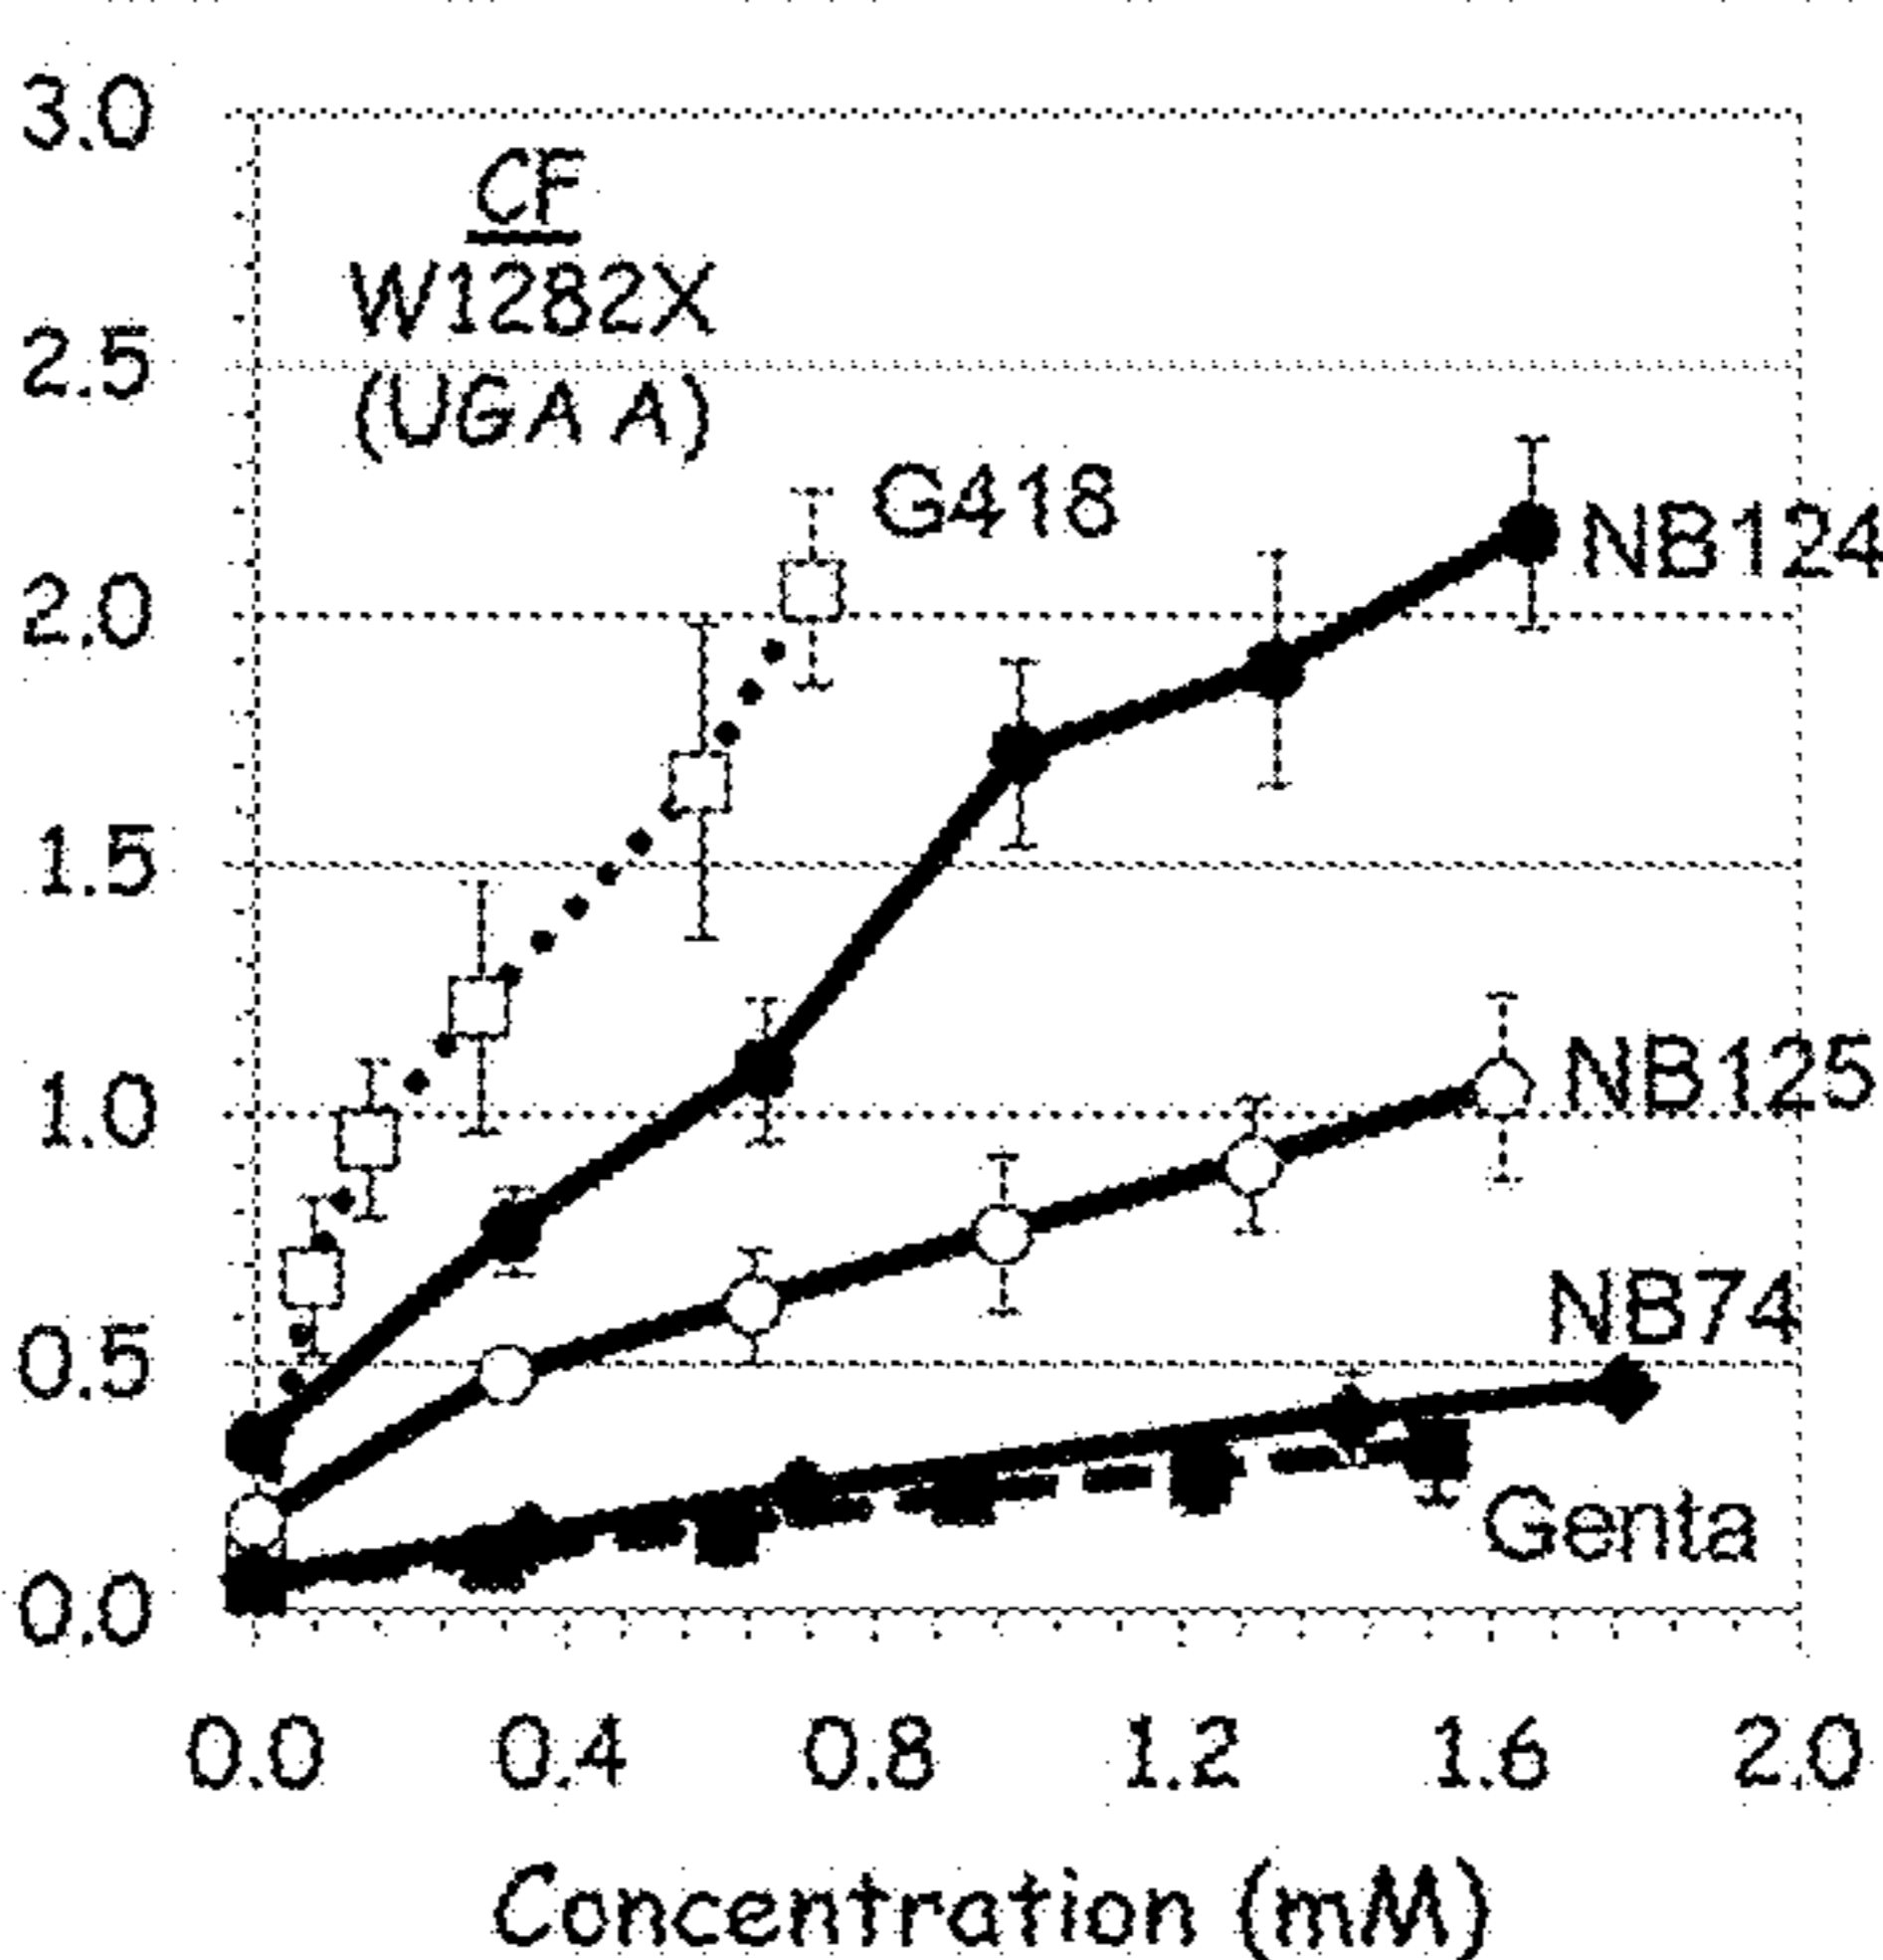 3.0
CF
W1282X
2.5
(UGA A)
G418
NB124
2.0
1.5
NB125
1.0
NB74
0.5
Genta
0.0
0.0 0.4 0.8 1.2 1.6 2.0
Concentration (mM)